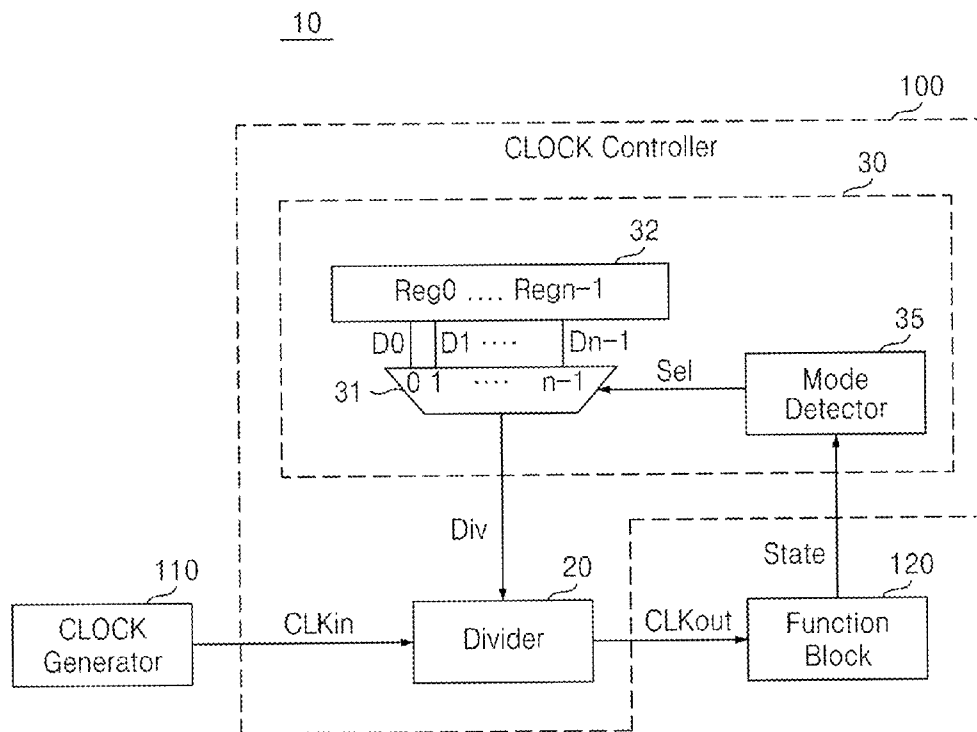 10
100
CLOCK Controller
30
32
Reg0 .... Regn-1
D0 D1 .... Dn-1
35
31 0 1 .... n-1
Sel
Mode
Detector
Div
State
110
20
120
CLOCK
Generator
CLKin
Divider
CLKout
Function
Block